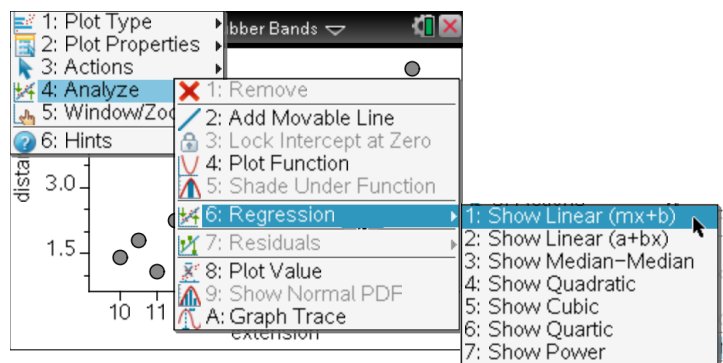 1: Plot Type
2: Plot Properties
3: Actions
4: Analyze
5: Window/Zoo
6: Hints
bber Bands
1: Remove
2: Add Movable Line
3: Lock Intercept at Zero
4: Plot Function
5: Shade Under Function
6: Regression
7: Residuals
8: Plot Value
9: Show Normal PDF
A: Graph Trace
1: Show Linear (mx+b)
2: Show Linear (a+bx)
3: Show Median-Median
4: Show Quadratic
5: Show Cubic
6: Show Quartic
7: Show Power
distan
3.0
1.5
10 11
extension